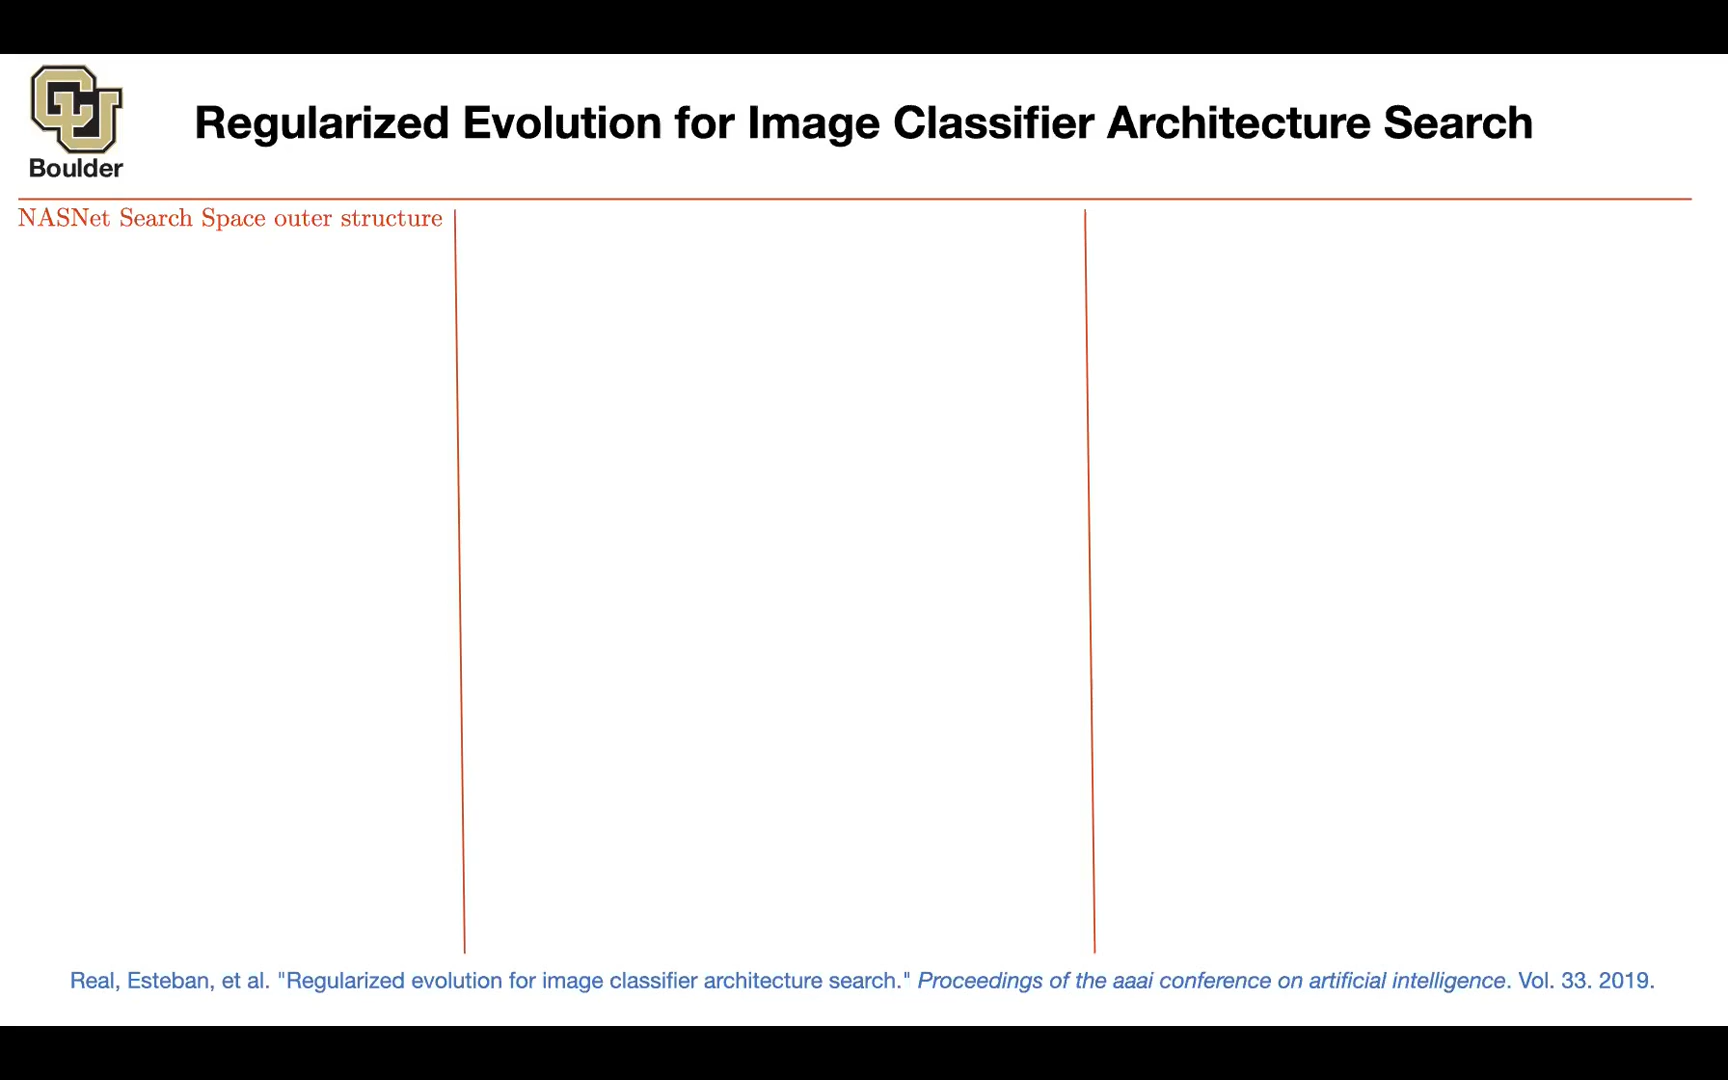 Boulder
Regularized Evolution for Image Classifier Architecture Search
NASNet Search Space outer structure
Real, Esteban, et al. "Regularized evolution for image classifier architecture search." Proceedings of the aaai conference on artificial intelligence. Vol. 33. 2019.